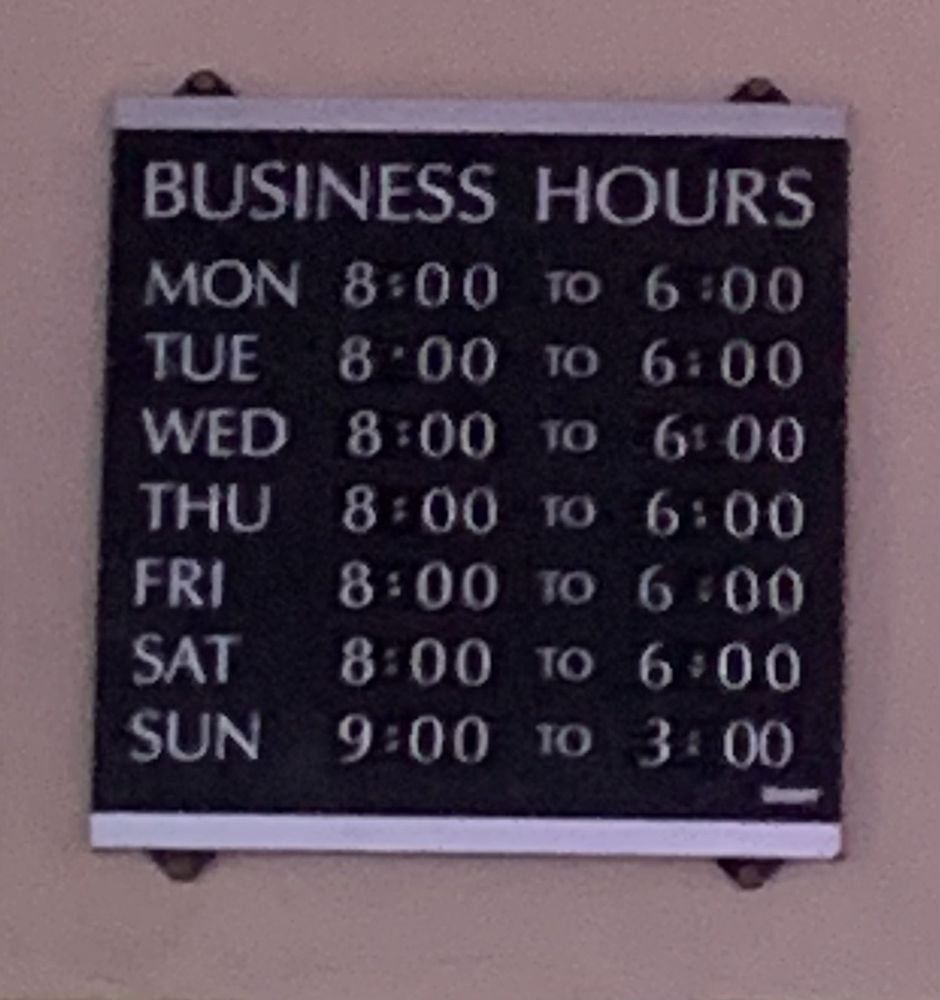 BUSINESS HOURS
MON 8:00 TO 6:00
TUE 8:00 TO 6:00
WED 8:00 TO 6:00
THU 8:00 TO 6:00
FRI 8:00 TO 6:00
SAT 8:00 TO 6:00
SUN 9:00 TO 3:00